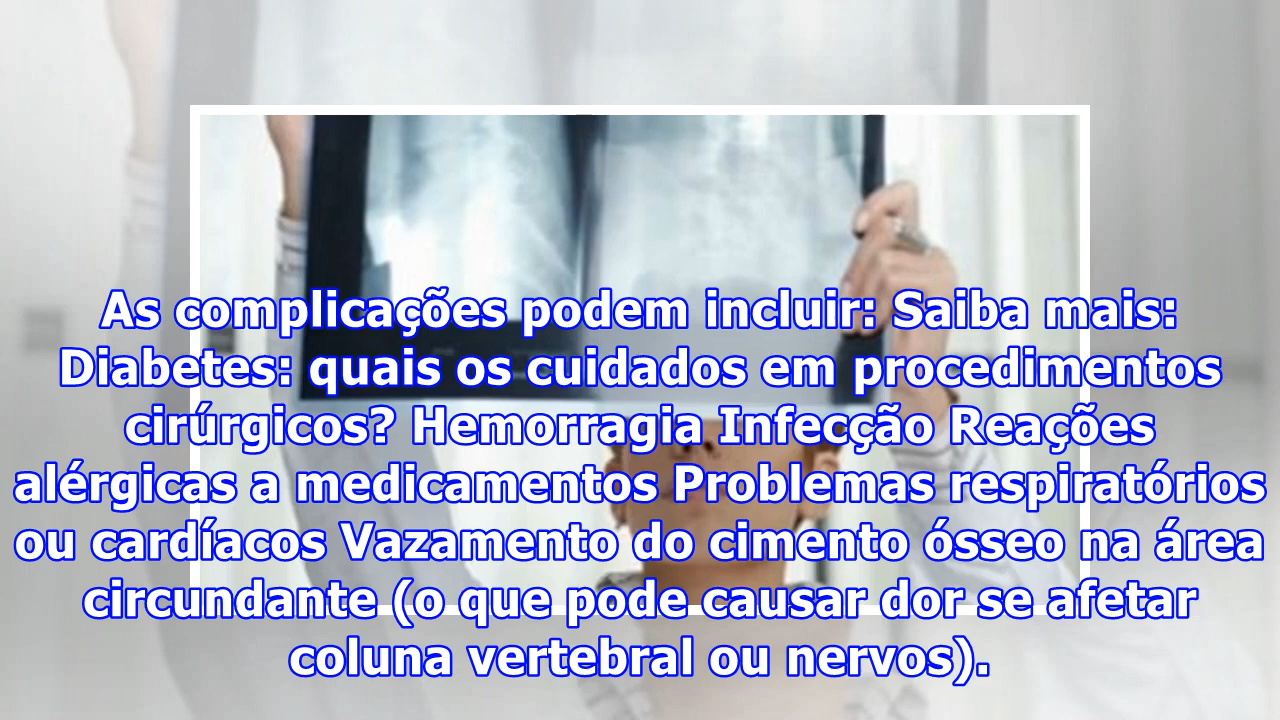 As complicações podem incluir: Saiba mais:
Diabetes: quais os cuidados em procedimentos
cirúrgicos? Hemorragia Infecção Reações
alérgicas a medicamentos Problemas respiratórios
ou cardíacos Vazamento do cimento ósseo na área
circundante (o que pode causar dor se afetar
coluna vertebral ou nervos).